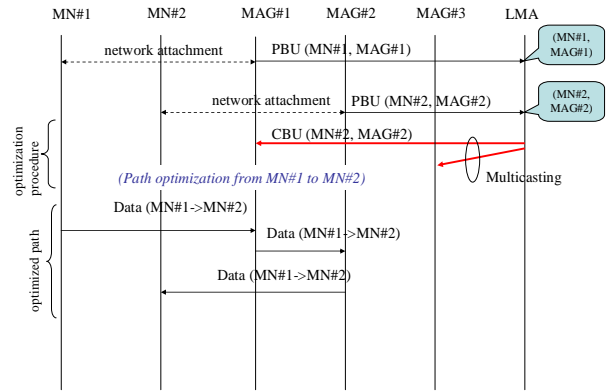 MN#1 MN#2 MAG#1 MAG#2 MAG#3 LMA
network attachment
PBU (MN#1, MAG#1)
(MN#1,
MAG#1)
network attachment
PBU (MN#2, MAG#2)
(MN#2,
MAG#2)
optimization
procedure
CBU (MN#2, MAG#2)
Multicasting
(Path optimization from MN#1 to MN#2)
optimized path
Data (MN#1->MN#2)
Data (MN#1->MN#2)
Data (MN#1->MN#2)